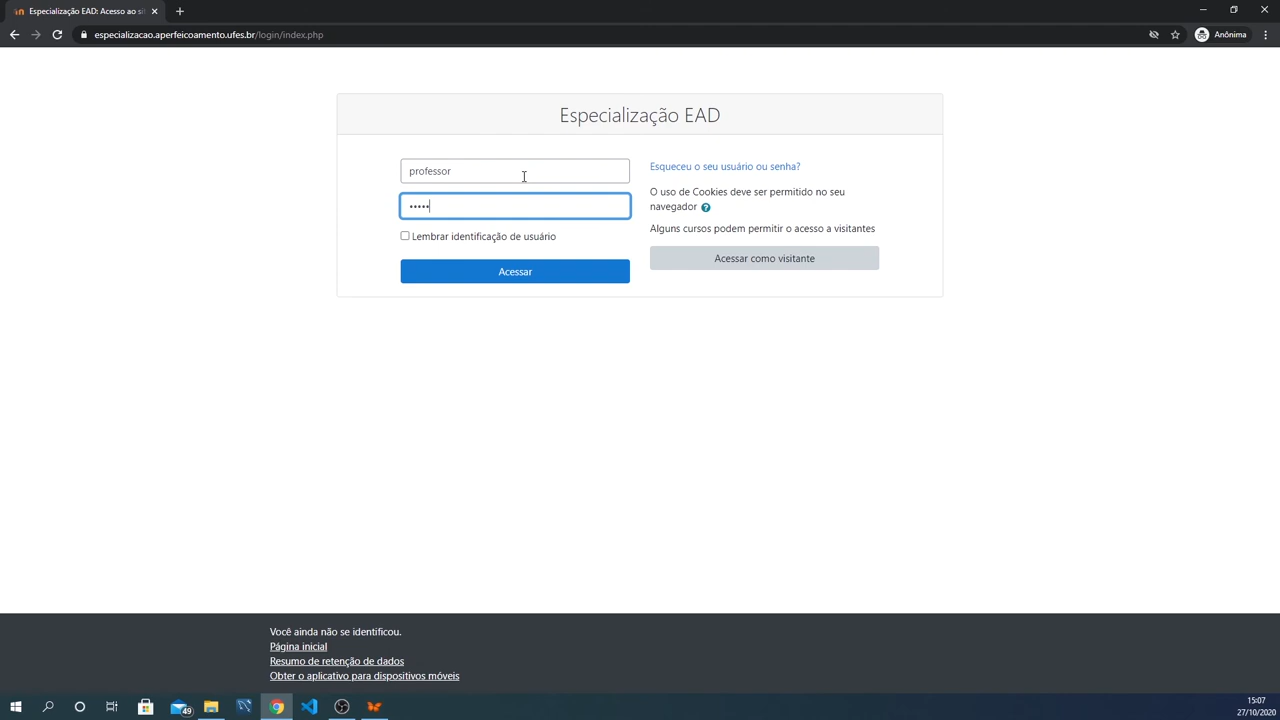 Especialização EAD: Acesso ao si
especializacao.aperfeicoamento.ufes.br/login/index.php
Anônima
Especialização EAD
professor
•••••
Lembrar identificação de usuário
Acessar
Esqueceu o seu usuário ou senha?
O uso de Cookies deve ser permitido no seu
navegador
Alguns cursos podem permitir o acesso a visitantes
Acessar como visitante
Você ainda não se identificou.
Página inicial
Resumo de retenção de dados
Obter o aplicativo para dispositivos móveis
49
15:07
27/10/2020